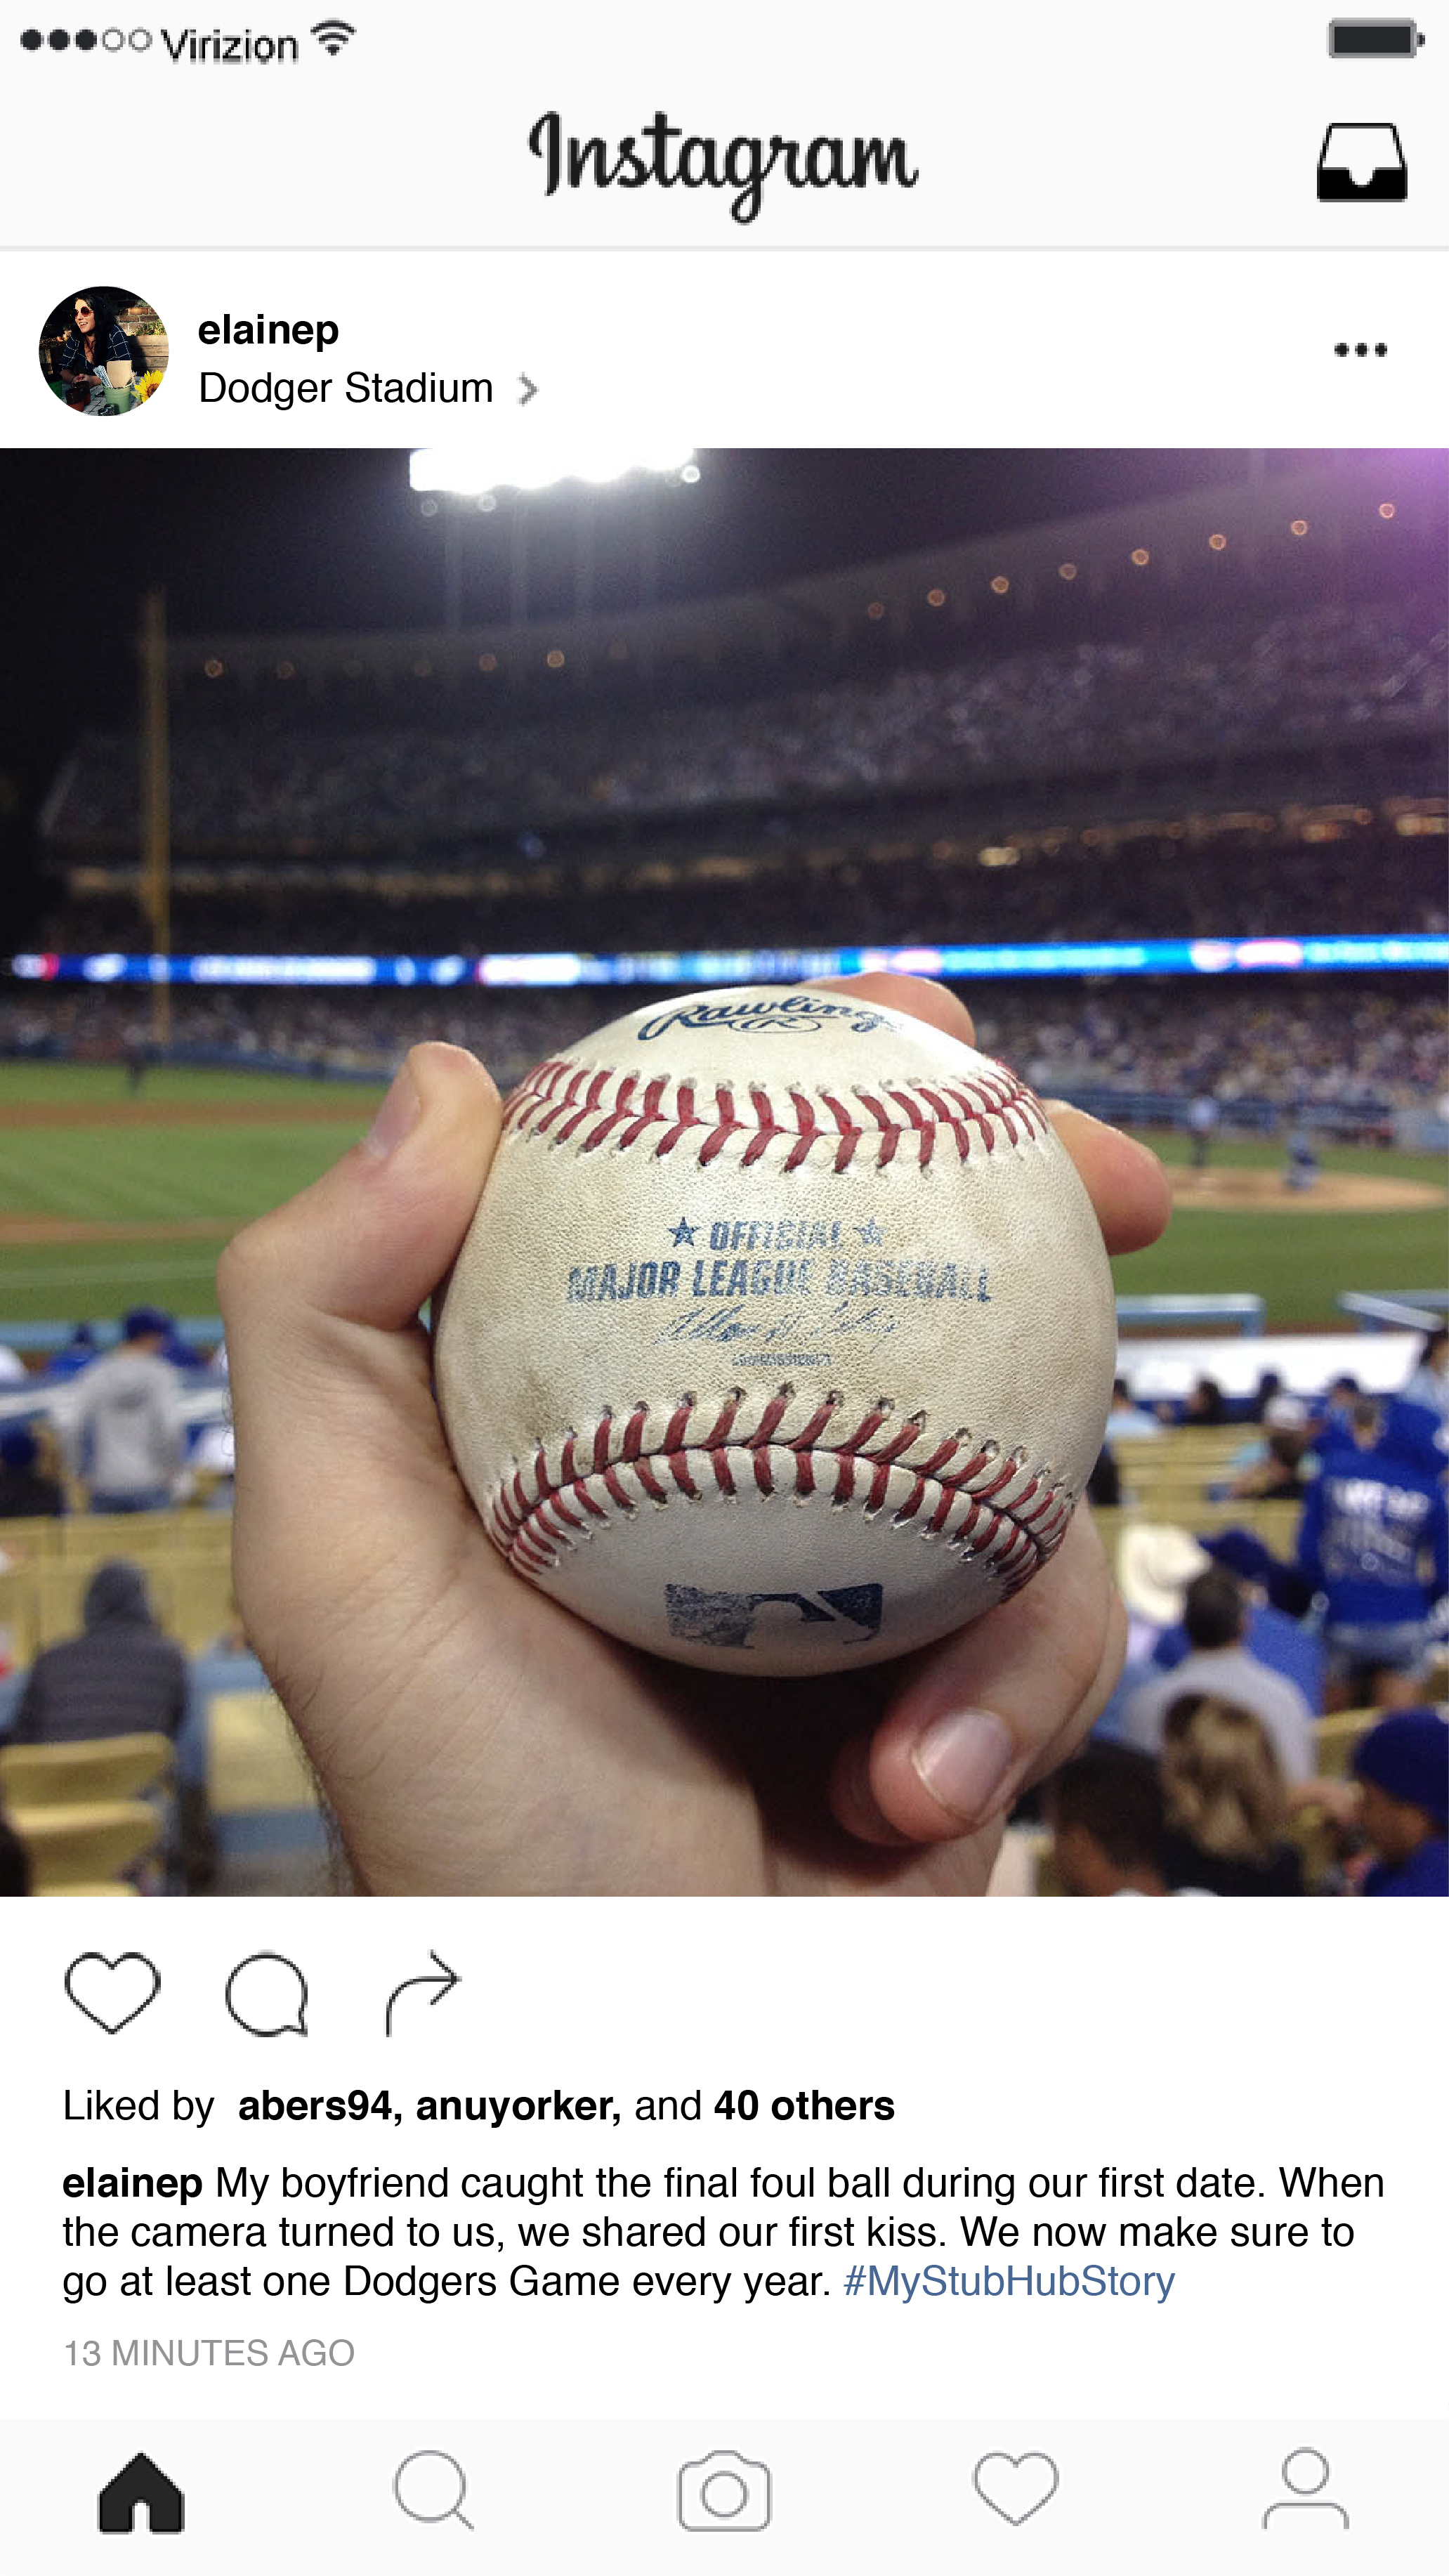 Virizion
Instagram
elainep
Dodger Stadium
Rawlings
R
OFFICIAL
MAJOR LEAGUE BASEBALL
Liked by abers94, anuyorker, and 40 others
elainep My boyfriend caught the final foul ball during our first date. When
the camera turned to us, we shared our first kiss. We now make sure to
go at least one Dodgers Game every year. #MyStubHubStory
13 MINUTES AGO